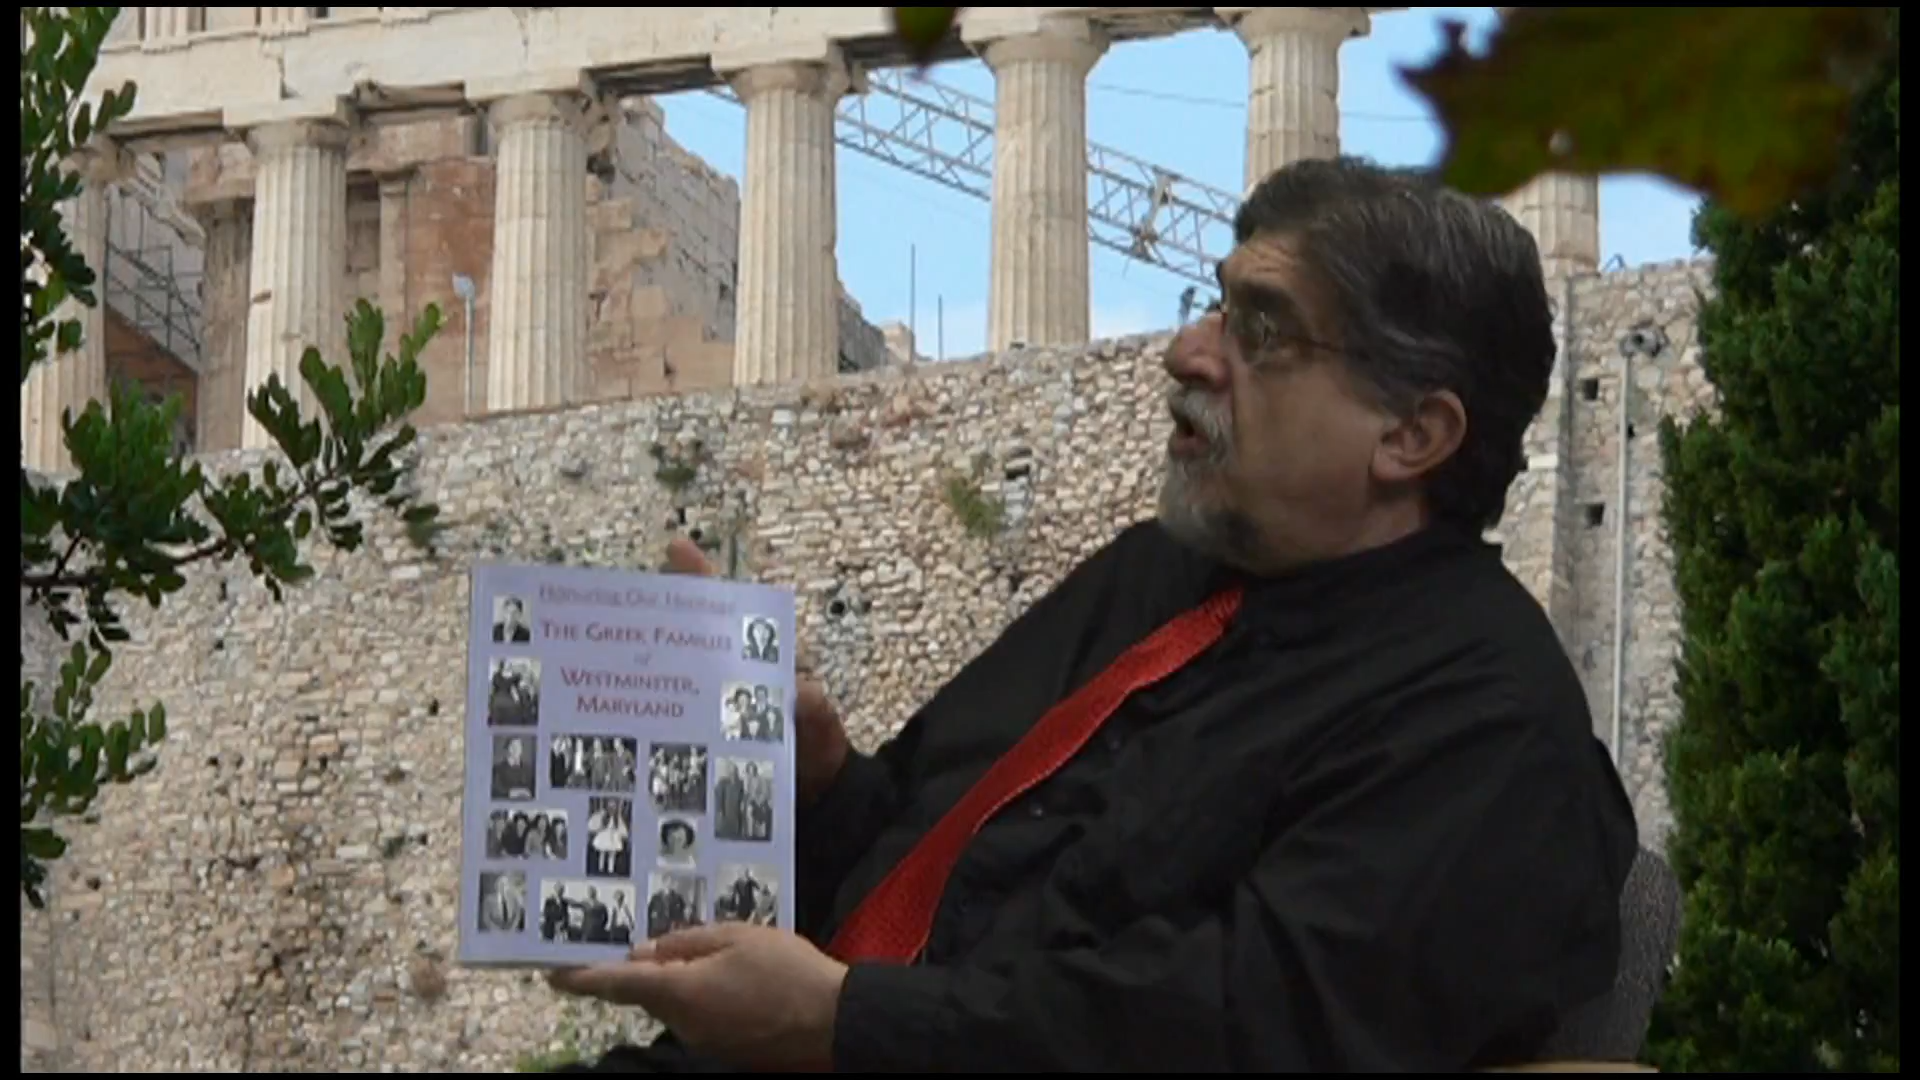 Honoring Our Heritage
THE GREEK FAMILIES
of
WESTMINSTER,
MARYLAND